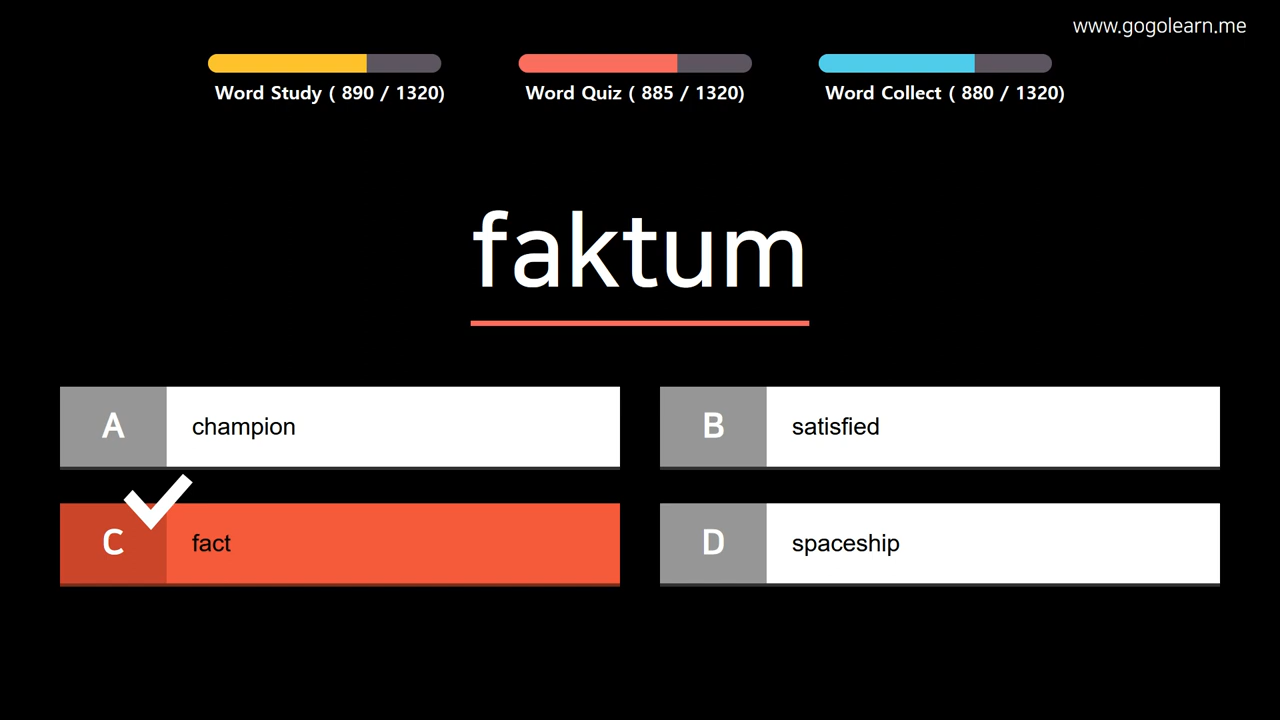 www.gogolearn.me
Word Study ( 890 / 1320)
Word Quiz ( 885 / 1320)
Word Collect ( 880 / 1320)
faktum
A champion
B satisfied
C fact
D spaceship